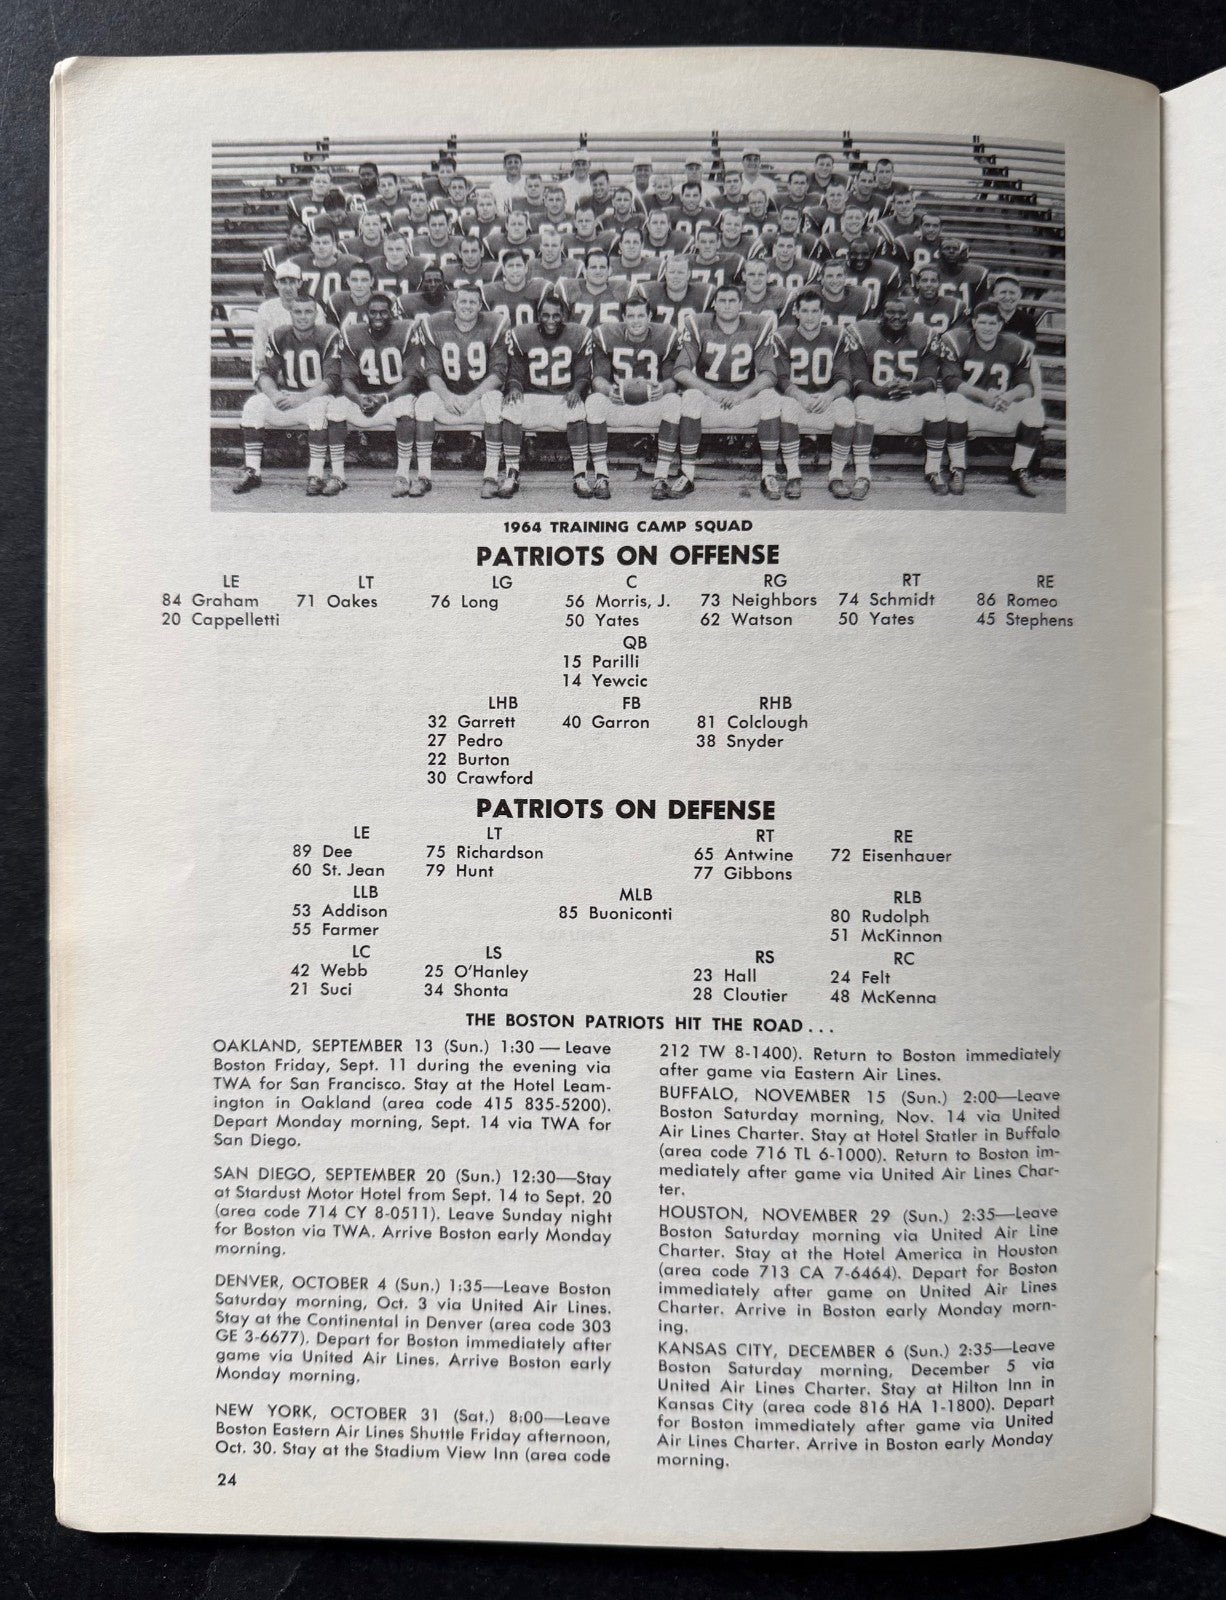 10 40 89 22 53 72 20 65 73
1964 TRAINING CAMP SQUAD
PATRIOTS ON OFFENSE
LE LT LG C RG RT RE
84 Graham 71 Oakes 76 Long 56 Morris, J. 73 Neighbors 74 Schmidt 86 Romeo
20 Cappelletti 50 Yates 62 Watson 50 Yates 45 Stephens
QB
15 Parilli
14 Yewcic
LHB FB RHB
32 Garrett 40 Garron 81 Colclough
27 Pedro 38 Snyder
22 Burton
30 Crawford
PATRIOTS ON DEFENSE
LE LT RT RE
89 Dee 75 Richardson 65 Antwine 72 Eisenhauer
60 St. Jean 79 Hunt 77 Gibbons
LLB MLB RLB
53 Addison 85 Buoniconti 80 Rudolph
55 Farmer 51 McKinnon
LC LS RS RC
42 Webb 25 O'Hanley 23 Hall 24 Felt
21 Suci 34 Shonta 28 Cloutier 48 McKenna
THE BOSTON PATRIOTS HIT THE ROAD . . .
OAKLAND, SEPTEMBER 13 (Sun.) 1:30 — Leave
Boston Friday, Sept. 11 during the evening via
TWA for San Francisco. Stay at the Hotel Leam-
ington in Oakland (area code 415 835-5200).
Depart Monday morning, Sept. 14 via TWA for
San Diego.
SAN DIEGO, SEPTEMBER 20 (Sun.) 12:30—Stay
at Stardust Motor Hotel from Sept. 14 to Sept. 20
(area code 714 CY 8-0511). Leave Sunday night
for Boston via TWA. Arrive Boston early Monday
morning.
DENVER, OCTOBER 4 (Sun.) 1:35—Leave Boston
Saturday morning, Oct. 3 via United Air Lines.
Stay at the Continental in Denver (area code 303
GE 3-6677). Depart for Boston immediately after
game via United Air Lines. Arrive Boston early
Monday morning.
NEW YORK, OCTOBER 31 (Sat.) 8:00—Leave
Boston Eastern Air Lines Shuttle Friday afternoon,
Oct. 30. Stay at the Stadium View Inn (area code
24
212 TW 8-1400). Return to Boston immediately
after game via Eastern Air Lines.
BUFFALO, NOVEMBER 15 (Sun.) 2:00—Leave
Boston Saturday morning, Nov. 14 via United
Air Lines Charter. Stay at Hotel Statler in Buffalo
(area code 716 TL 6-1000). Return to Boston im-
mediately after game via United Air Lines Char-
ter.
HOUSTON, NOVEMBER 29 (Sun.) 2:35—Leave
Boston Saturday morning via United Air Line
Charter. Stay at the Hotel America in Houston
(area code 713 CA 7-6464). Depart for Boston
immediately after game on United Air Lines
Charter. Arrive in Boston early Monday morn-
ing.
KANSAS CITY, DECEMBER 6 (Sun.) 2:35—Leave
Boston Saturday morning, December 5 via
United Air Lines Charter. Stay at Hilton Inn in
Kansas City (area code 816 HA 1-1800). Depart
for Boston immediately after game via United
Air Lines Charter. Arrive in Boston early Monday
morning.